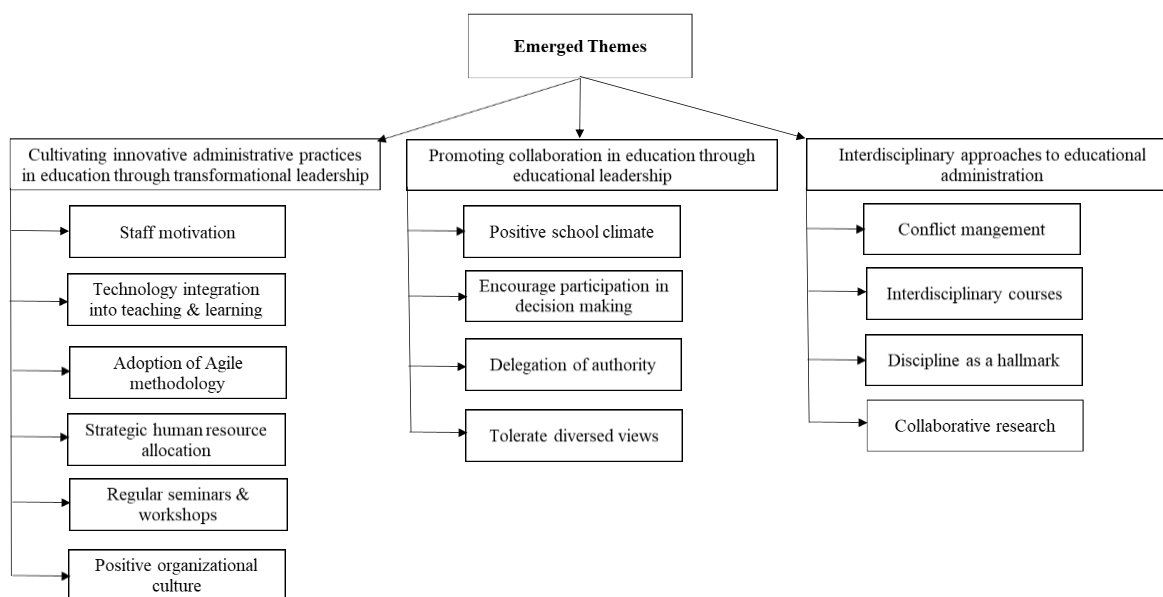 Emerged Themes
Cultivating innovative administrative practices
in education through transformational leadership
Staff motivation
Technology integration
into teaching & learning
Adoption of Agile
methodology
Strategic human resource
allocation
Regular seminars &
workshops
Positive organizational
culture
Promoting collaboration in education through
educational leadership
Positive school climate
Encourage participation in
decision making
Delegation of authority
Tolerate diversed views
Interdisciplinary approaches to educational
administration
Conflict mangement
Interdisciplinary courses
Discipline as a hallmark
Collaborative research